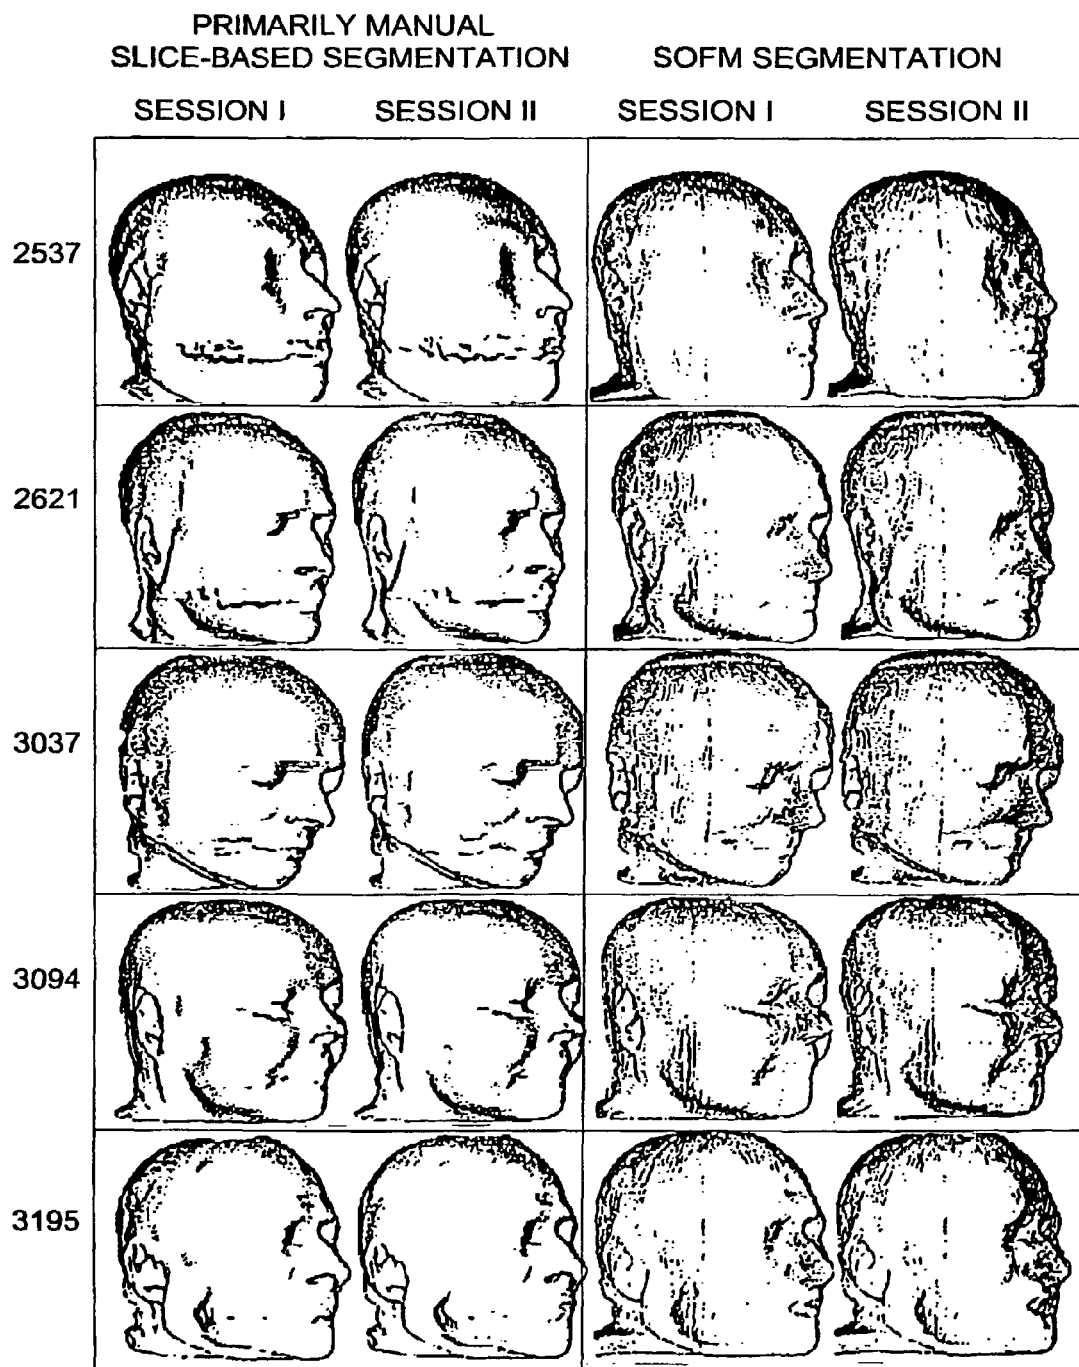 PRIMARILY MANUAL
SLICE-BASED SEGMENTATION
SOFM SEGMENTATION
SESSION I
SESSION II
SESSION I
SESSION II
2537
2621
3037
3094
3195